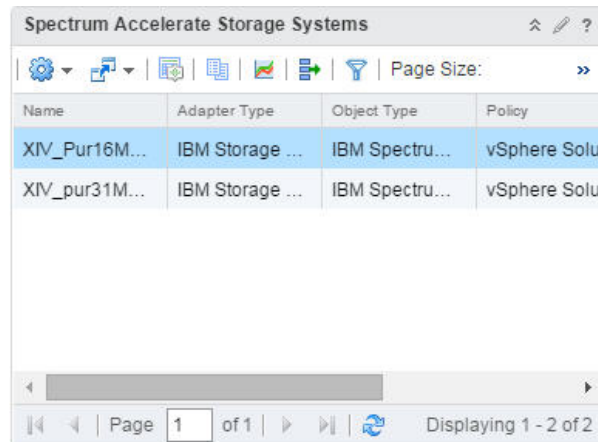 Spectrum Accelerate Storage Systems ?
Page Size: »
Name Adapter Type Object Type Policy
XIV_Pur16M... IBM Storage ... IBM Spectru... vSphere Solu
XIV_pur31M... IBM Storage ... IBM Spectru... vSphere Solu
Page 1 of 1 Displaying 1 - 2 of 2